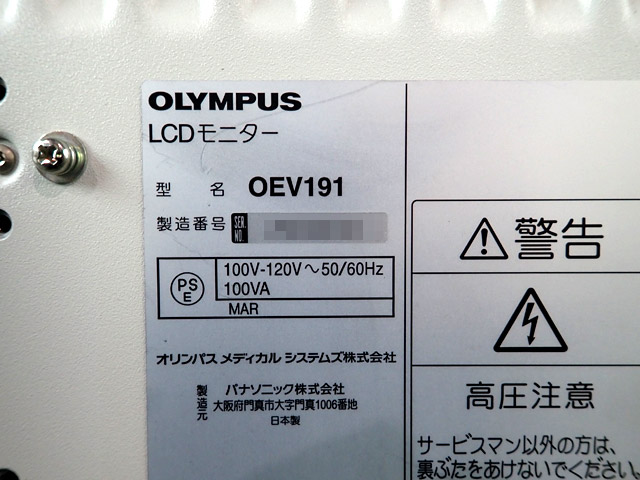 OLYMPUS
LCDモニター
型 名 OEV191
製造番号 SER. NO.
PS E
100V-120V～50/60Hz
100VA
MAR
オリンパス メディカル システムズ株式会社
製造元
パナソニック株式会社
大阪府門真市大字門真1006番地
日本製
警告
高圧注意
サービスマン以外の方は、
裏ぶたをあけないでください。